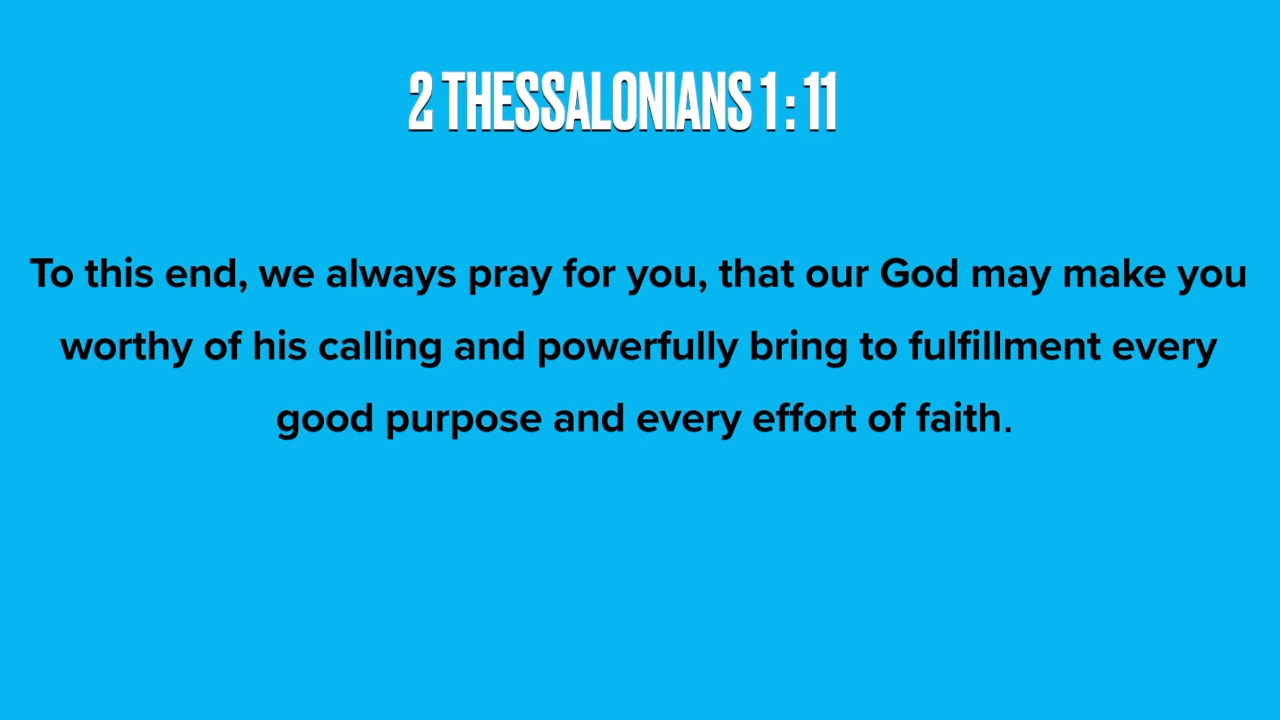 2 THESSALONIANS 1 : 11
To this end, we always pray for you, that our God may make you
worthy of his calling and powerfully bring to fulfillment every
good purpose and every effort of faith.